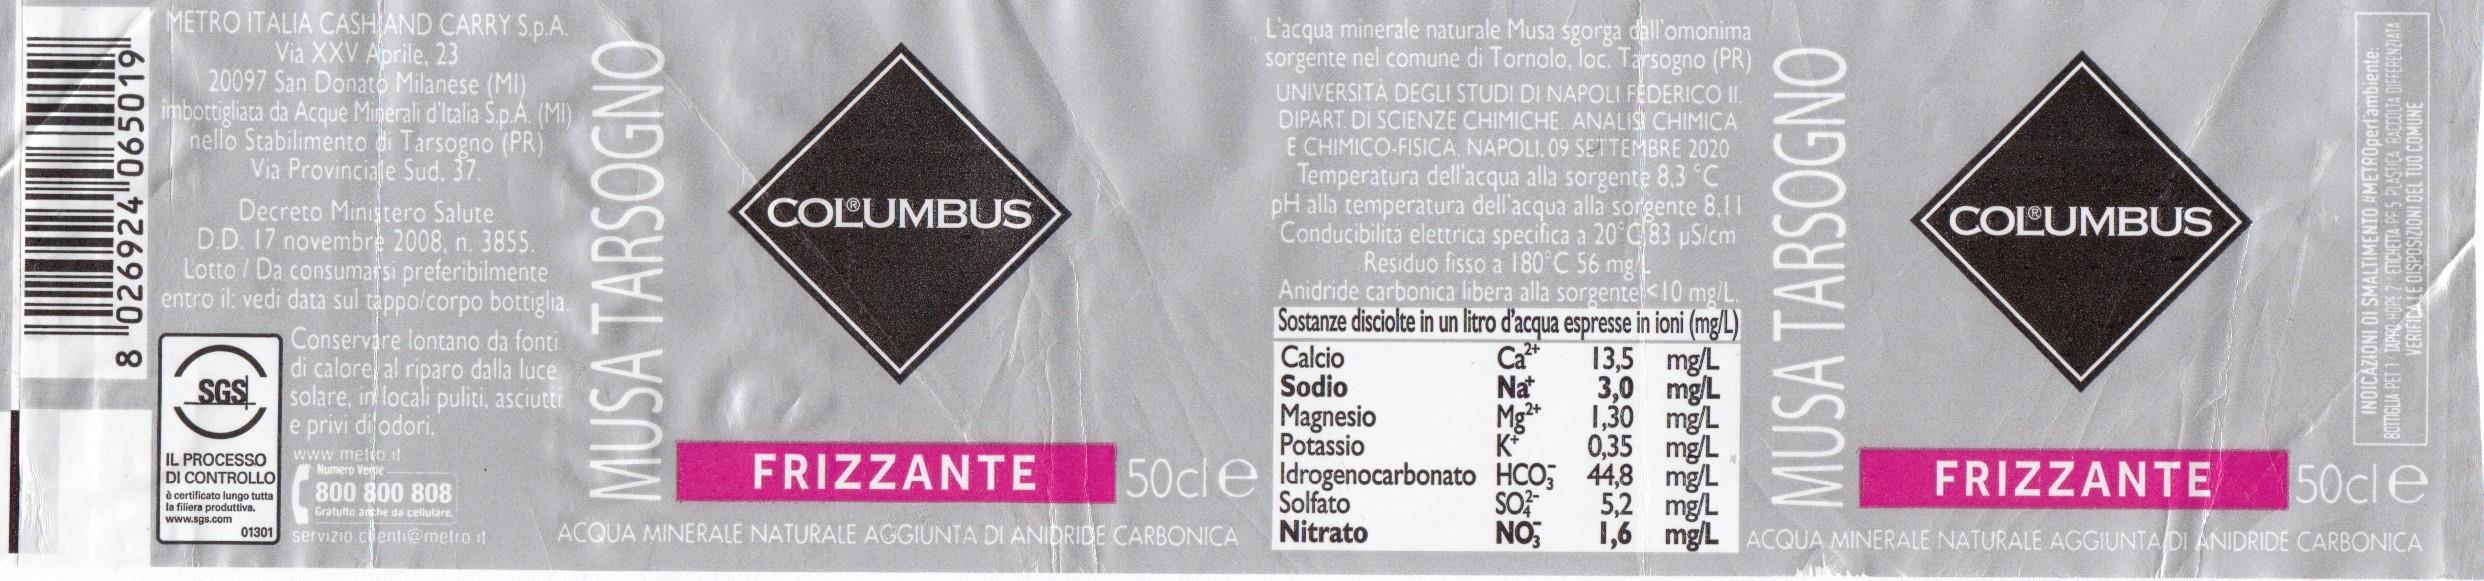 8 026924 065019
METRO ITALIA CASH AND CARRY S.p.A.
Via XXV Aprile, 23
20097 San Donato Milanese (MI)
imbottigliata da Acque Minerali d'Italia S.p.A. (MI)
nello Stabilimento di Tarsogno (PR)
Via Provinciale Sud, 37.
Decreto Ministero Salute
D.D. 17 novembre 2008, n. 3855.
Lotto / Da consumarsi preferibilmente
entro il: vedi data sul tappo/corpo bottiglia.
SGS
IL PROCESSO
DI CONTROLLO
è certificato lungo tutta
la filiera produttiva.
www.sgs.com
01301
Conservare lontano da fonti
di calore, al riparo dalla luce
solare, in locali puliti, asciutti
e privi di odori.
www.metro.it
Numero Verde
800 800 808
Gratuito anche da cellulare.
servizio.clienti@metro.it
MUSA TARSOGNO
COL®UMBUS
FRIZZANTE
50cl e
ACQUA MINERALE NATURALE AGGIUNTA DI ANIDRIDE CARBONICA
L'acqua minerale naturale Musa sgorga dall'omonima
sorgente nel comune di Tornolo, loc. Tarsogno (PR)
UNIVERSITÀ DEGLI STUDI DI NAPOLI FEDERICO II.
DIPART. DI SCIENZE CHIMICHE. ANALISI CHIMICA
E CHIMICO-FISICA. NAPOLI, 09 SETTEMBRE 2020
Temperatura dell'acqua alla sorgente 8,3 °C
pH alla temperatura dell'acqua alla sorgente 8,11
Conducibilità elettrica specifica a 20°C 83 µS/cm
Residuo fisso a 180°C 56 mg/L
Anidride carbonica libera alla sorgente <10 mg/L.
Sostanze disciolte in un litro d'acqua espresse in ioni (mg/L)
Calcio Ca²⁺ 13,5 mg/L
Sodio Na⁺ 3,0 mg/L
Magnesio Mg²⁺ 1,30 mg/L
Potassio K⁺ 0,35 mg/L
Idrogenocarbonato HCO₃⁻ 44,8 mg/L
Solfato SO₄²⁻ 5,2 mg/L
Nitrato NO₃⁻ 1,6 mg/L
MUSA TARSOGNO
COL®UMBUS
FRIZZANTE
50cl e
ACQUA MINERALE NATURALE AGGIUNTA DI ANIDRIDE CARBONICA
INDICAZIONI DI SMALTIMENTO #METROperl'ambiente:
BOTTIGLIA PET 1 TAPPO HDPE 2 ETICHETTA PP 5 PLASTICA RACCOLTA DIFFERENZIATA
VERIFICA LE DISPOSIZIONI DEL TUO COMUNE